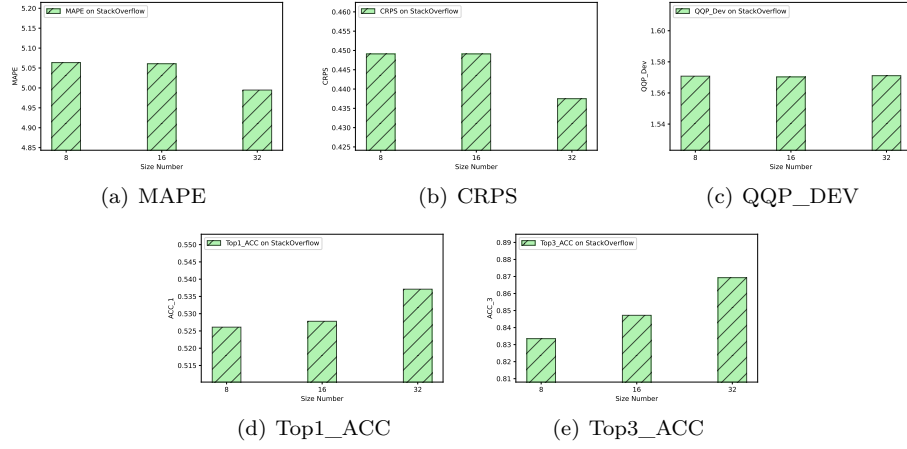 MAPE on StackOverflow
5.20
5.15
5.10
5.05
5.00
4.95
4.90
4.85
MAPE
8 16 32
Size Number
(a) MAPE
CRPS on StackOverflow
0.460
0.455
0.450
0.445
0.440
0.435
0.430
0.425
CRPS
8 16 32
Size Number
(b) CRPS
QQP_Dev on StackOverflow
1.60
1.58
1.56
1.54
QQP_Dev
8 16 32
Size Number
(c) QQP_DEV
Top1_ACC on StackOverflow
0.550
0.545
0.540
0.535
0.530
0.525
0.520
0.515
ACC_1
8 16 32
Size Number
(d) Top1_ACC
Top3_ACC on StackOverflow
0.89
0.88
0.87
0.86
0.85
0.84
0.83
0.82
0.81
ACC_3
8 16 32
Size Number
(e) Top3_ACC